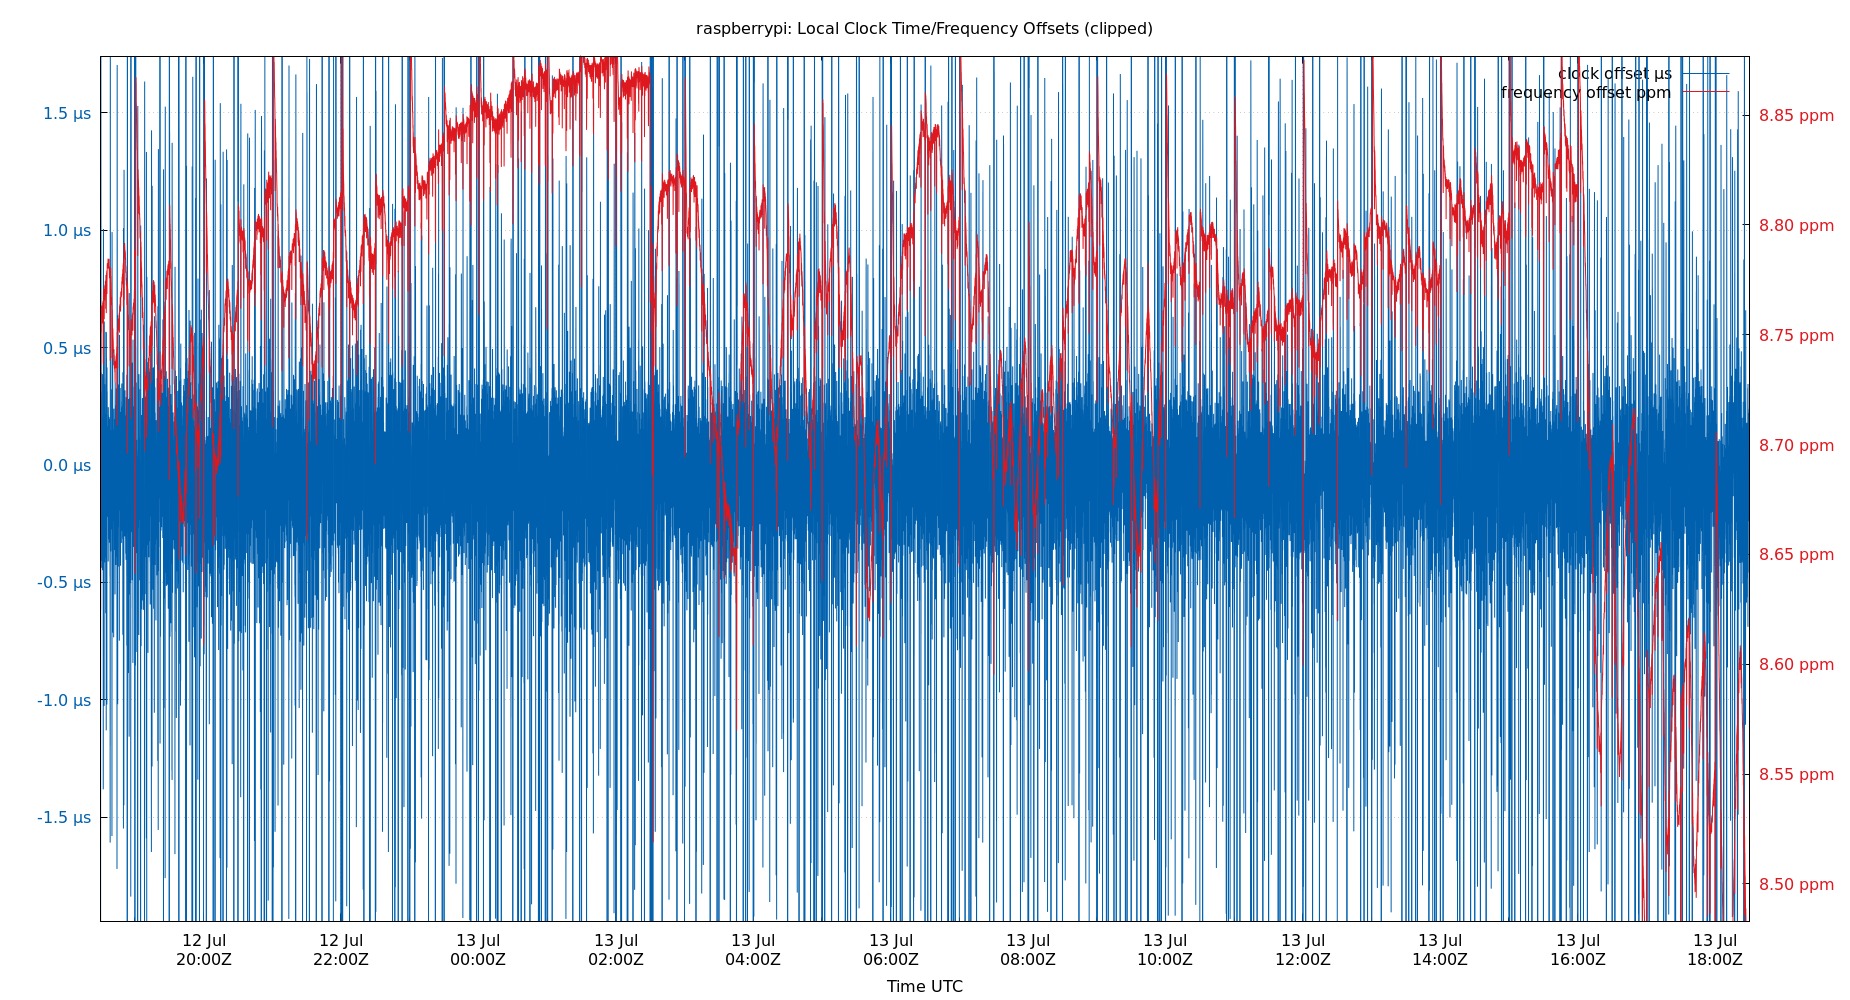 raspberrypi: Local Clock Time/Frequency Offsets (clipped)
clock offset µs
frequency offset ppm
1.5 µs
1.0 µs
0.5 µs
0.0 µs
-0.5 µs
-1.0 µs
-1.5 µs
8.85 ppm
8.80 ppm
8.75 ppm
8.70 ppm
8.65 ppm
8.60 ppm
8.55 ppm
8.50 ppm
12 Jul 12 Jul 13 Jul 13 Jul 13 Jul 13 Jul 13 Jul 13 Jul 13 Jul 13 Jul 13 Jul 13 Jul
20:00Z 22:00Z 00:00Z 02:00Z 04:00Z 06:00Z 08:00Z 10:00Z 12:00Z 14:00Z 16:00Z 18:00Z
Time UTC